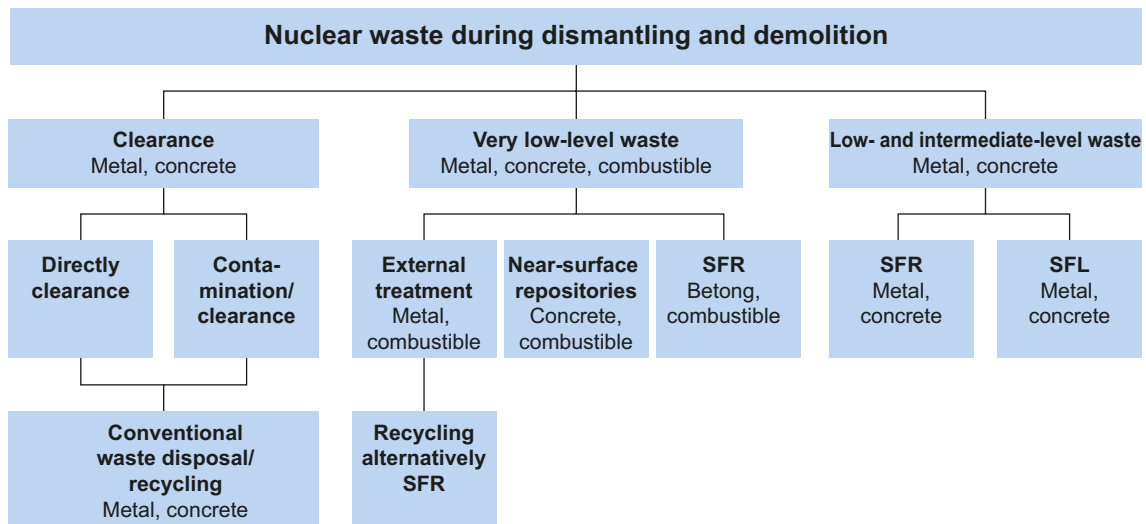 Nuclear waste during dismantling and demolition
Clearance
Metal, concrete
Very low-level waste
Metal, concrete, combustible
Low- and intermediate-level waste
Metal, concrete
Directly
clearance
Conta-
mination/
clearance
External
treatment
Metal,
combustible
Near-surface
repositories
Concrete,
combustible
SFR
Betong,
combustible
SFR
Metal,
concrete
SFL
Metal,
concrete
Conventional
waste disposal/
recycling
Metal, concrete
Recycling
alternatively
SFR